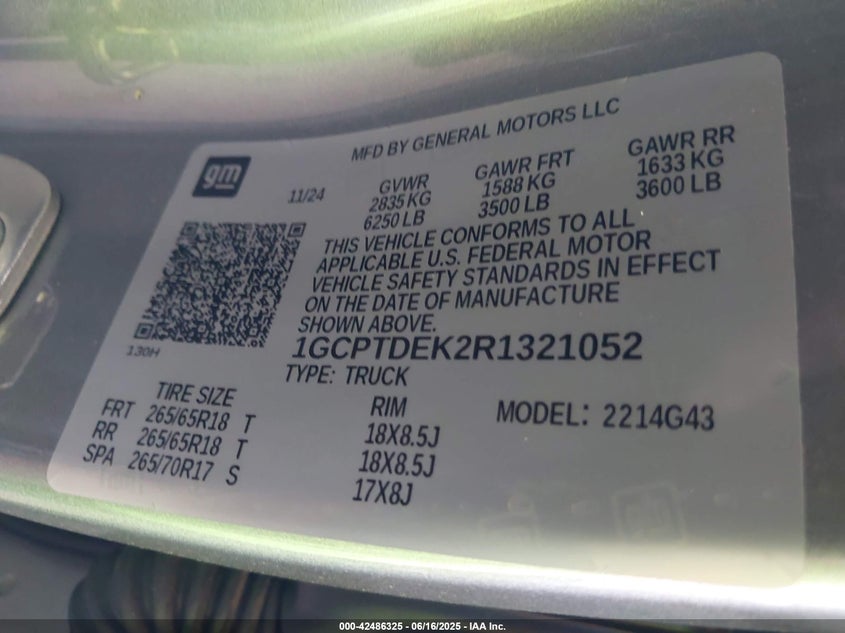 gm
MFD BY GENERAL MOTORS LLC
11/24
GVWR
2835 KG
6250 LB
GAWR FRT
1588 KG
3500 LB
GAWR RR
1633 KG
3600 LB
THIS VEHICLE CONFORMS TO ALL
APPLICABLE U.S. FEDERAL MOTOR
VEHICLE SAFETY STANDARDS IN EFFECT
ON THE DATE OF MANUFACTURE
SHOWN ABOVE.
130H
1GCPTDEK2R1321052
TYPE: TRUCK
TIRE SIZE
RIM
MODEL: 2214G43
FRT 265/65R18 T 18X8.5J
RR 265/65R18 T 18X8.5J
SPA 265/70R17 S 17X8J
000-42486325 - 06/16/2025 - IAA Inc.